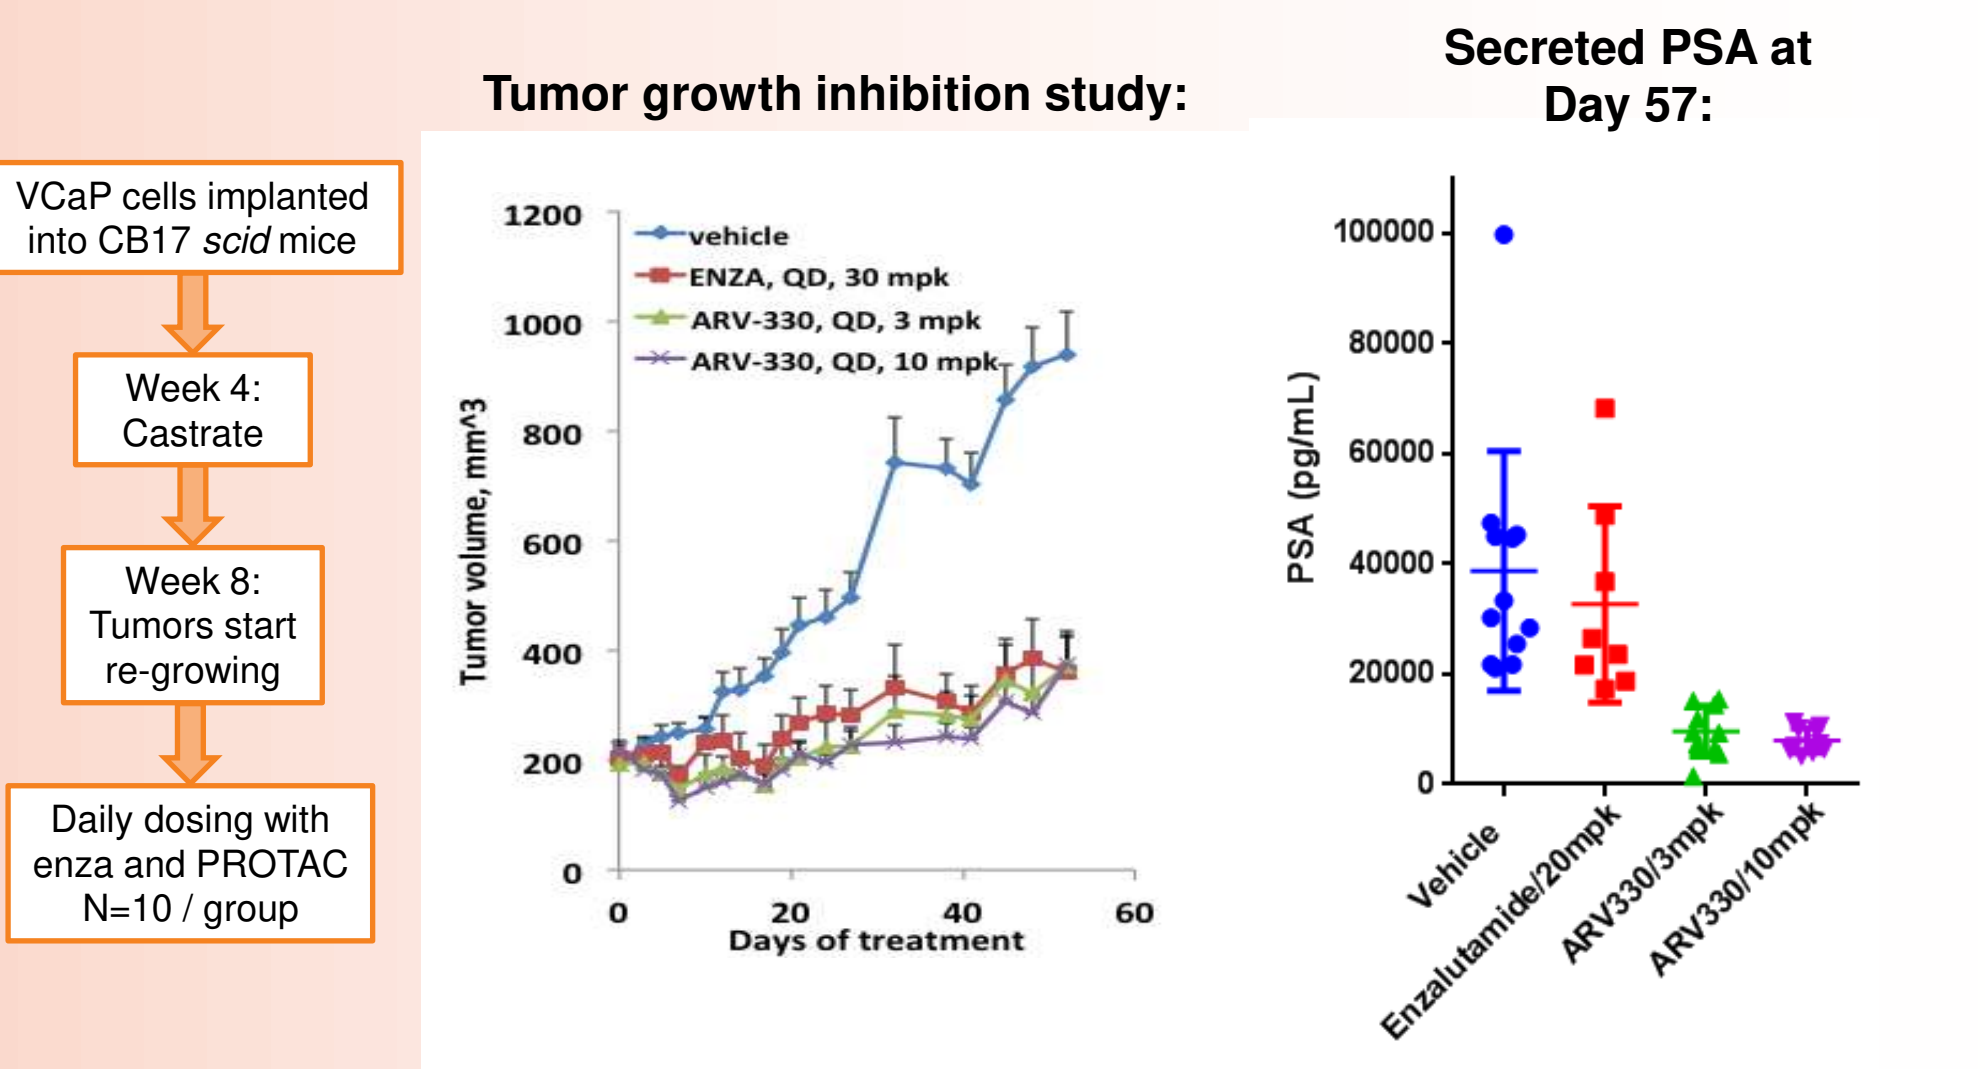 Tumor growth inhibition study:
Secreted PSA at
Day 57:
VCaP cells implanted
into CB17 scid mice
Week 4:
Castrate
Week 8:
Tumors start
re-growing
Daily dosing with
enza and PROTAC
N=10 / group
Tumor volume, mm^3
1200
1000
800
600
400
200
0
vehicle
ENZA, QD, 30 mpk
ARV-330, QD, 3 mpk
ARV-330, QD, 10 mpk
0
20
40
60
Days of treatment
PSA (pg/mL)
100000
80000
60000
40000
20000
0
Vehicle
Enzalutamide/20mpk
ARV330/3mpk
ARV330/10mpk